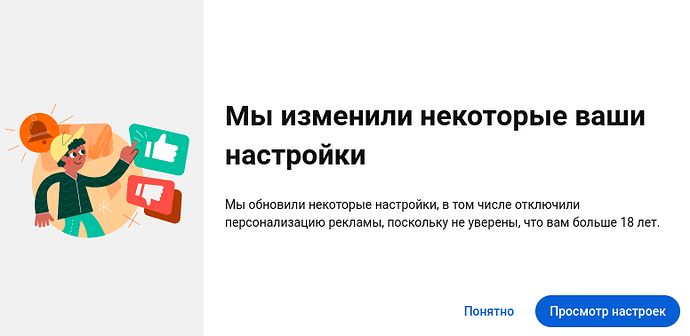 Мы изменили некоторые ваши
настройки
Мы обновили некоторые настройки, в том числе отключили
персонализацию рекламы, поскольку не уверены, что вам больше 18 лет.
Понятно
Просмотр настроек